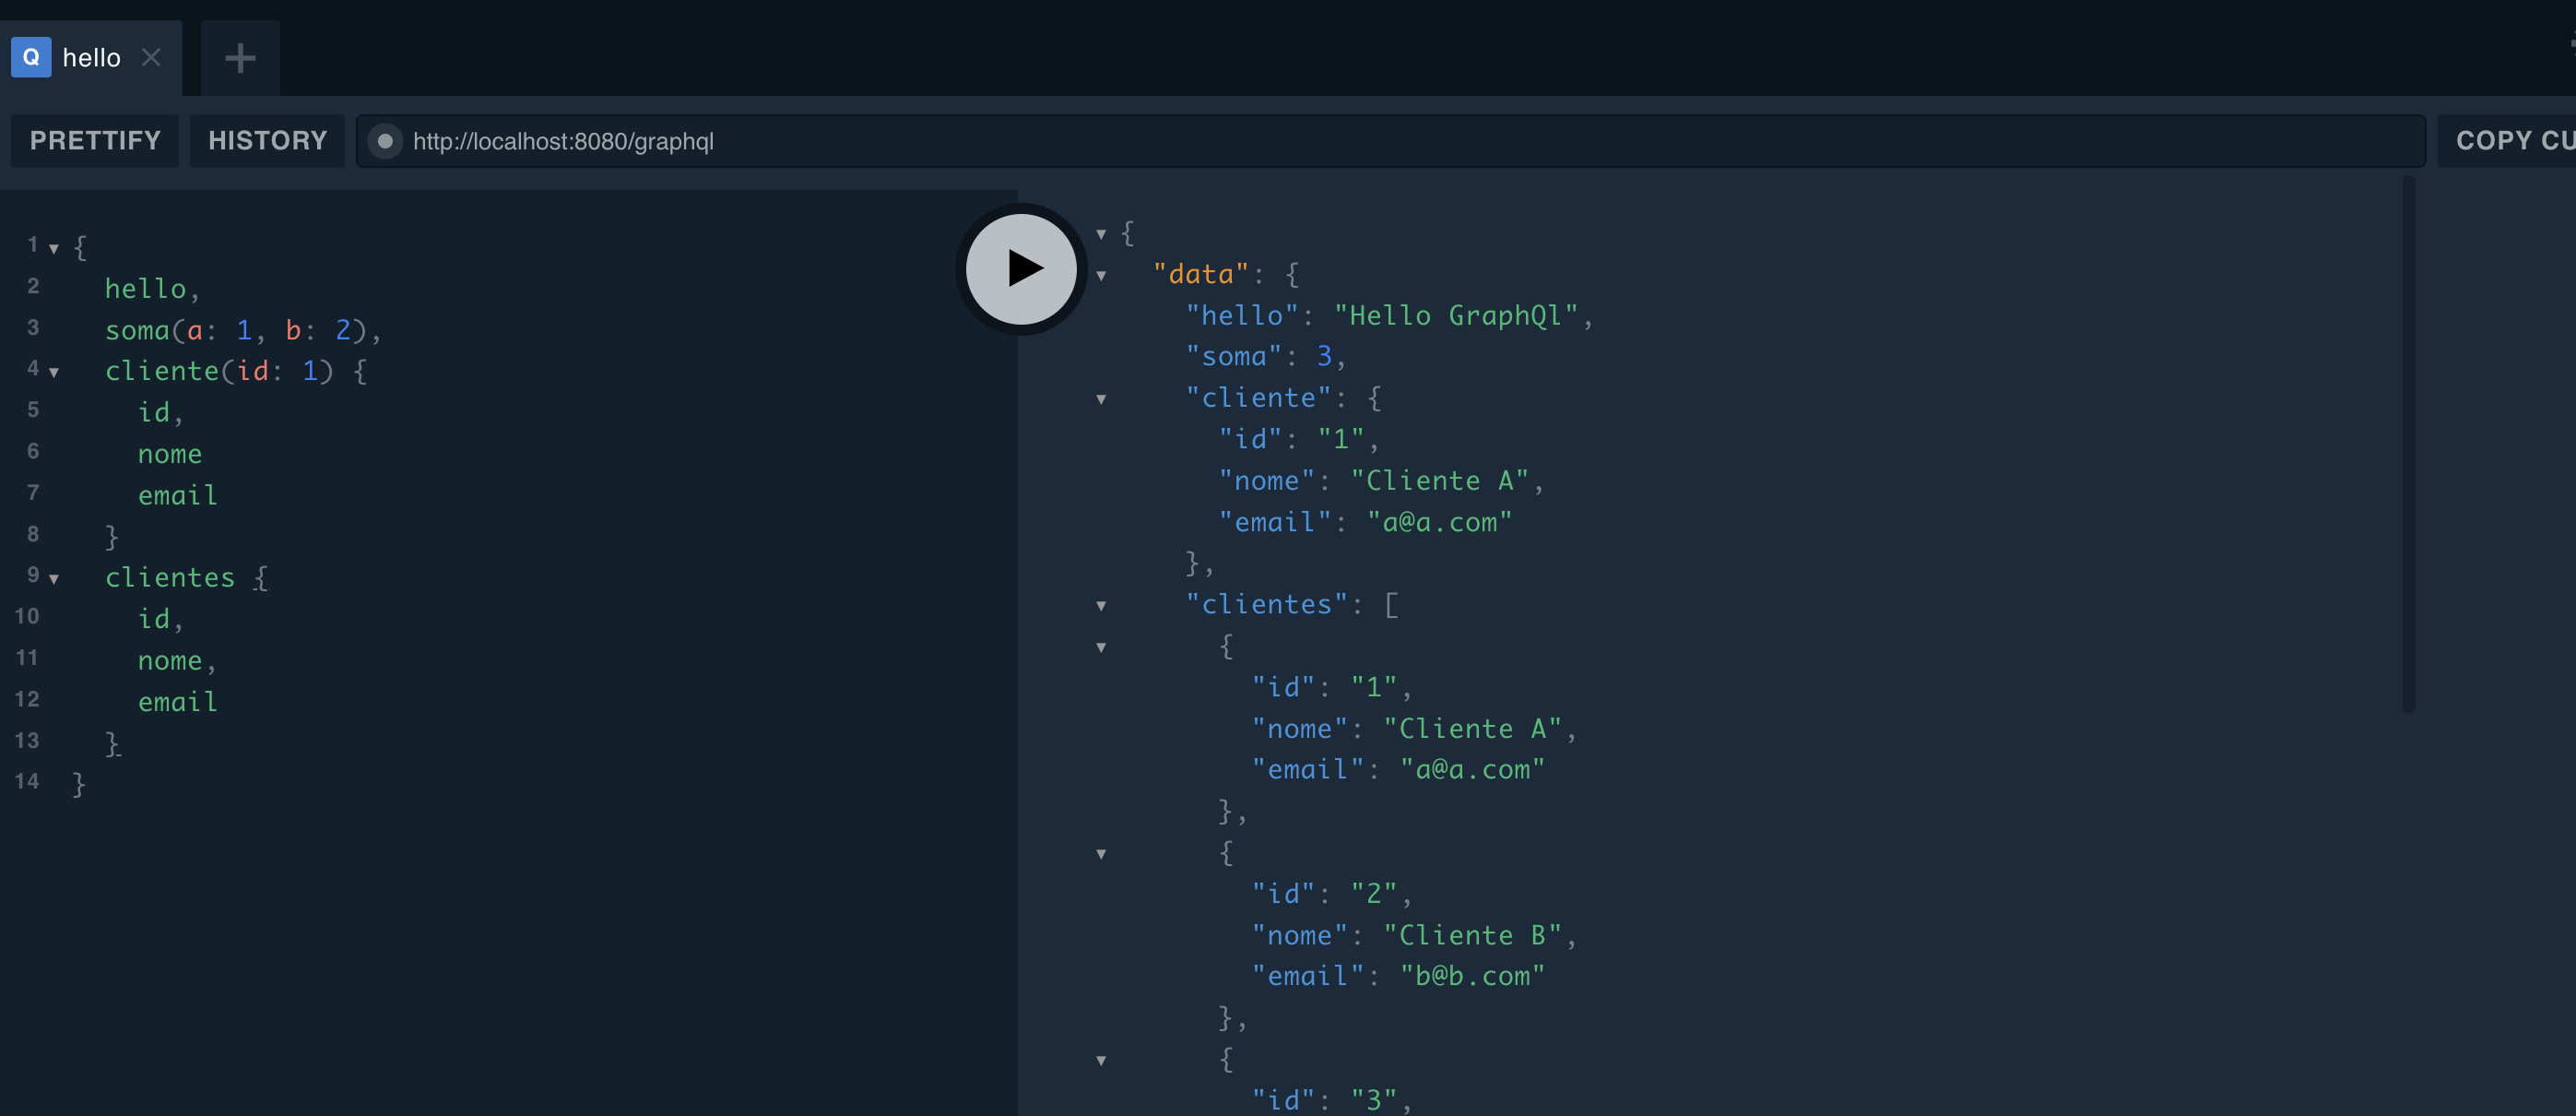 Q hello
PRETTIFY HISTORY http://localhost:8080/graphql COPY CU
1 {
2 hello,
3 soma(a: 1, b: 2),
4 cliente(id: 1) {
5 id,
6 nome
7 email
8 }
9 clientes {
10 id,
11 nome,
12 email
13 }
14 }
{
"data": {
"hello": "Hello GraphQl",
"soma": 3,
"cliente": {
"id": "1",
"nome": "Cliente A",
"email": "a@a.com"
},
"clientes": [
{
"id": "1",
"nome": "Cliente A",
"email": "a@a.com"
},
{
"id": "2",
"nome": "Cliente B",
"email": "b@b.com"
},
{
"id": "3",